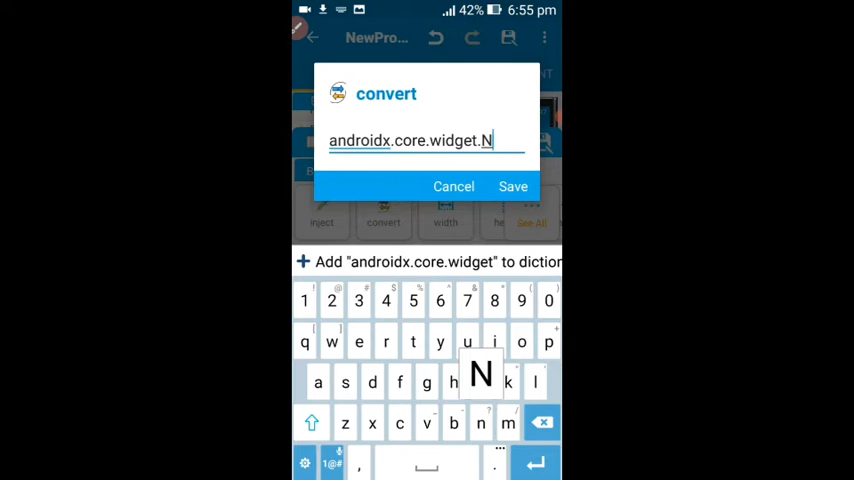 42% 6:55 pm
NewPro...
NT
convert
androidx.core.widget.N
Cancel Save
B
inject convert width he See All
+ Add "androidx.core.widget" to diction
! @ # $ % ^ & * ( )
1 2 3 4 5 6 7 8 9 0
[ ] < > +
q w e r t y u i o p
N
a s d f g h k l
- ? /
z x c v b n m
1@# , ... .